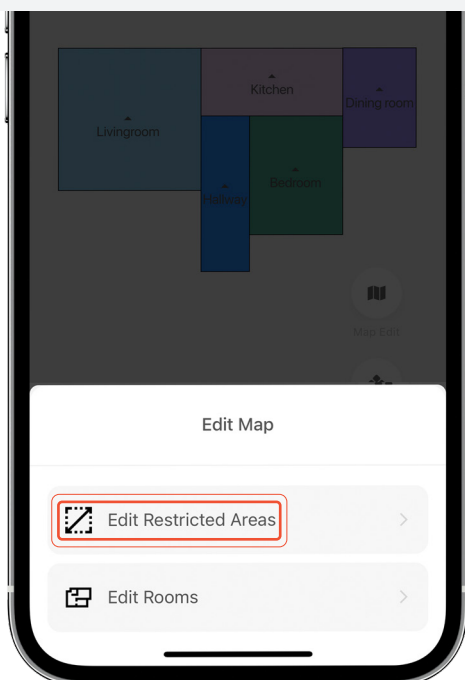 Kitchen
Dining room
Livingroom
Bedroom
Hallway
Map Edit
Edit Map
Edit Restricted Areas
Edit Rooms